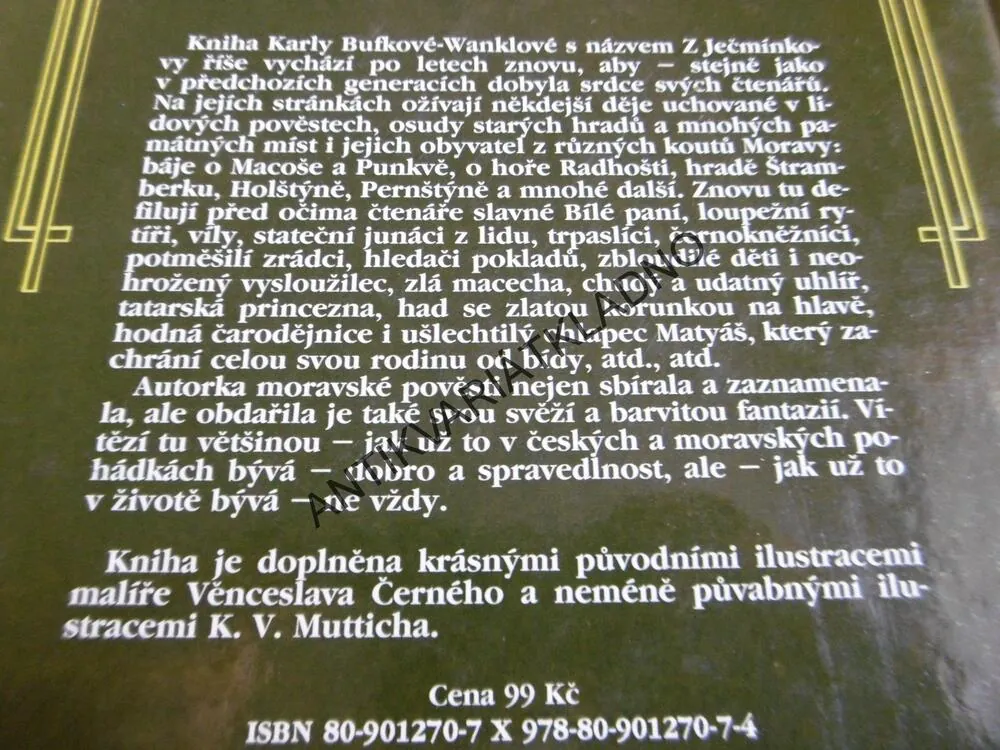 Kniha Karly Bufkové-Wanklové s názvem Z Ječmínko-
vy říše vychází po letech znovu, aby – stejně jako
v předchozích generacích dobyla srdce svých čtenářů.
Na jejích stránkách ožívají někdejší děje uchované v li-
dových pověstech, osudy starých hradů a mnohých pa-
mátných míst i jejich obyvatel z různých koutů Moravy:
báje o Macoše a Punkvě, o hoře Radhošti, hradě Štram-
berku, Holštýně, Pernštýně a mnohé další. Znovu tu de-
filují před očima čtenáře slavné Bílé paní, loupežní ry-
tíři, víly, stateční junáci z lidu, trpaslíci, černokněžníci,
potměšilí zrádci, hledači pokladů, zbloudilé děti i neo-
hrožený vysloužilec, zlá macecha, chudý a udatný uhlíř,
tatarská princezna, had se zlatou korunkou na hlavě,
hodná čarodějnice i ušlechtilý chlapec Matyáš, který za-
chrání celou svou rodinu od bídy, atd., atd.
Autorka moravské pověsti nejen sbírala a zaznamena-
la, ale obdařila je také svou svěží a barvitou fantazií. Ví-
tězí tu většinou – jak už to v českých a moravských po-
hádkách bývá – dobro a spravedlnost, ale – jak už to
v životě bývá – ne vždy.
Kniha je doplněna krásnými původními ilustracemi
malíře Věnceslava Černého a neméně půvabnými ilu-
stracemi K. V. Mutticha.
Cena 99 Kč
ISBN 80-901270-7 X 978-80-901270-7-4
ANTIKVARIÁTKLADNO